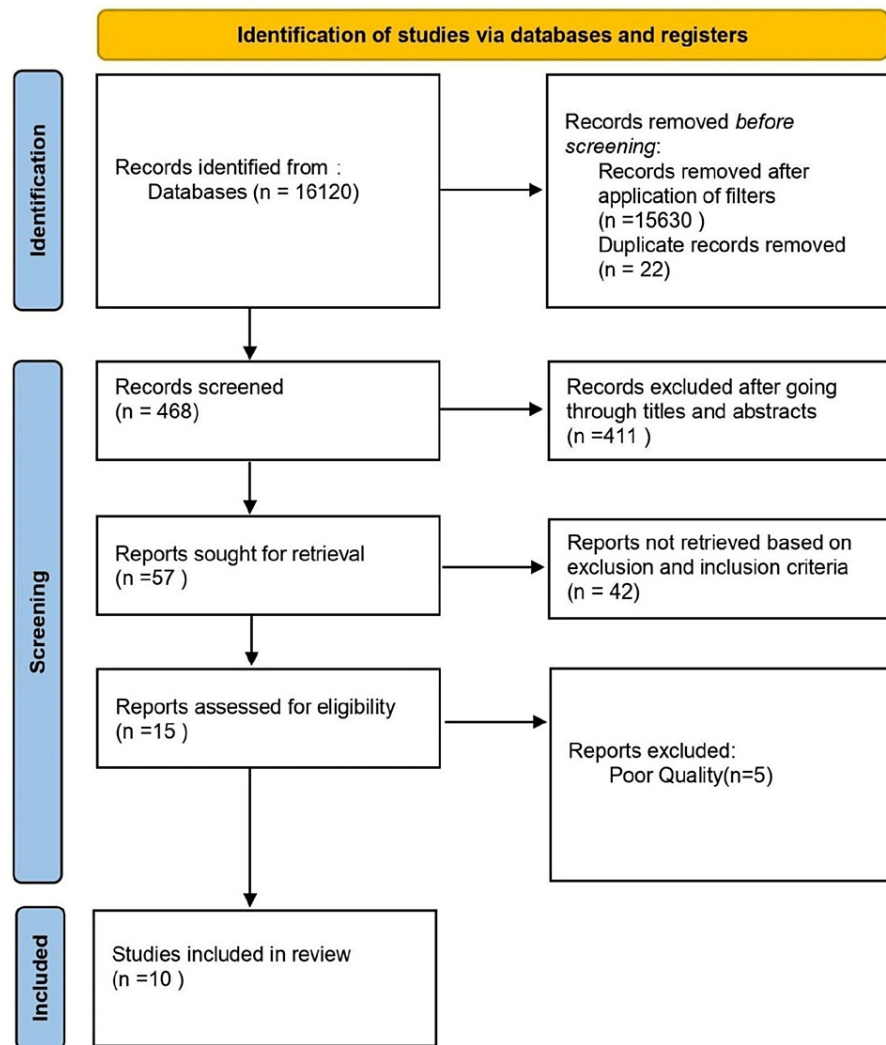 Identification of studies via databases and registers
Identification
Records identified from :
Databases (n = 16120)
Records removed before
screening:
Records removed after
application of filters
(n =15630 )
Duplicate records removed
(n = 22)
Screening
Records screened
(n = 468)
Records excluded after going
through titles and abstracts
(n =411 )
Reports sought for retrieval
(n =57 )
Reports not retrieved based on
exclusion and inclusion criteria
(n = 42)
Reports assessed for eligibility
(n =15 )
Reports excluded:
Poor Quality(n=5)
Included
Studies included in review
(n =10 )